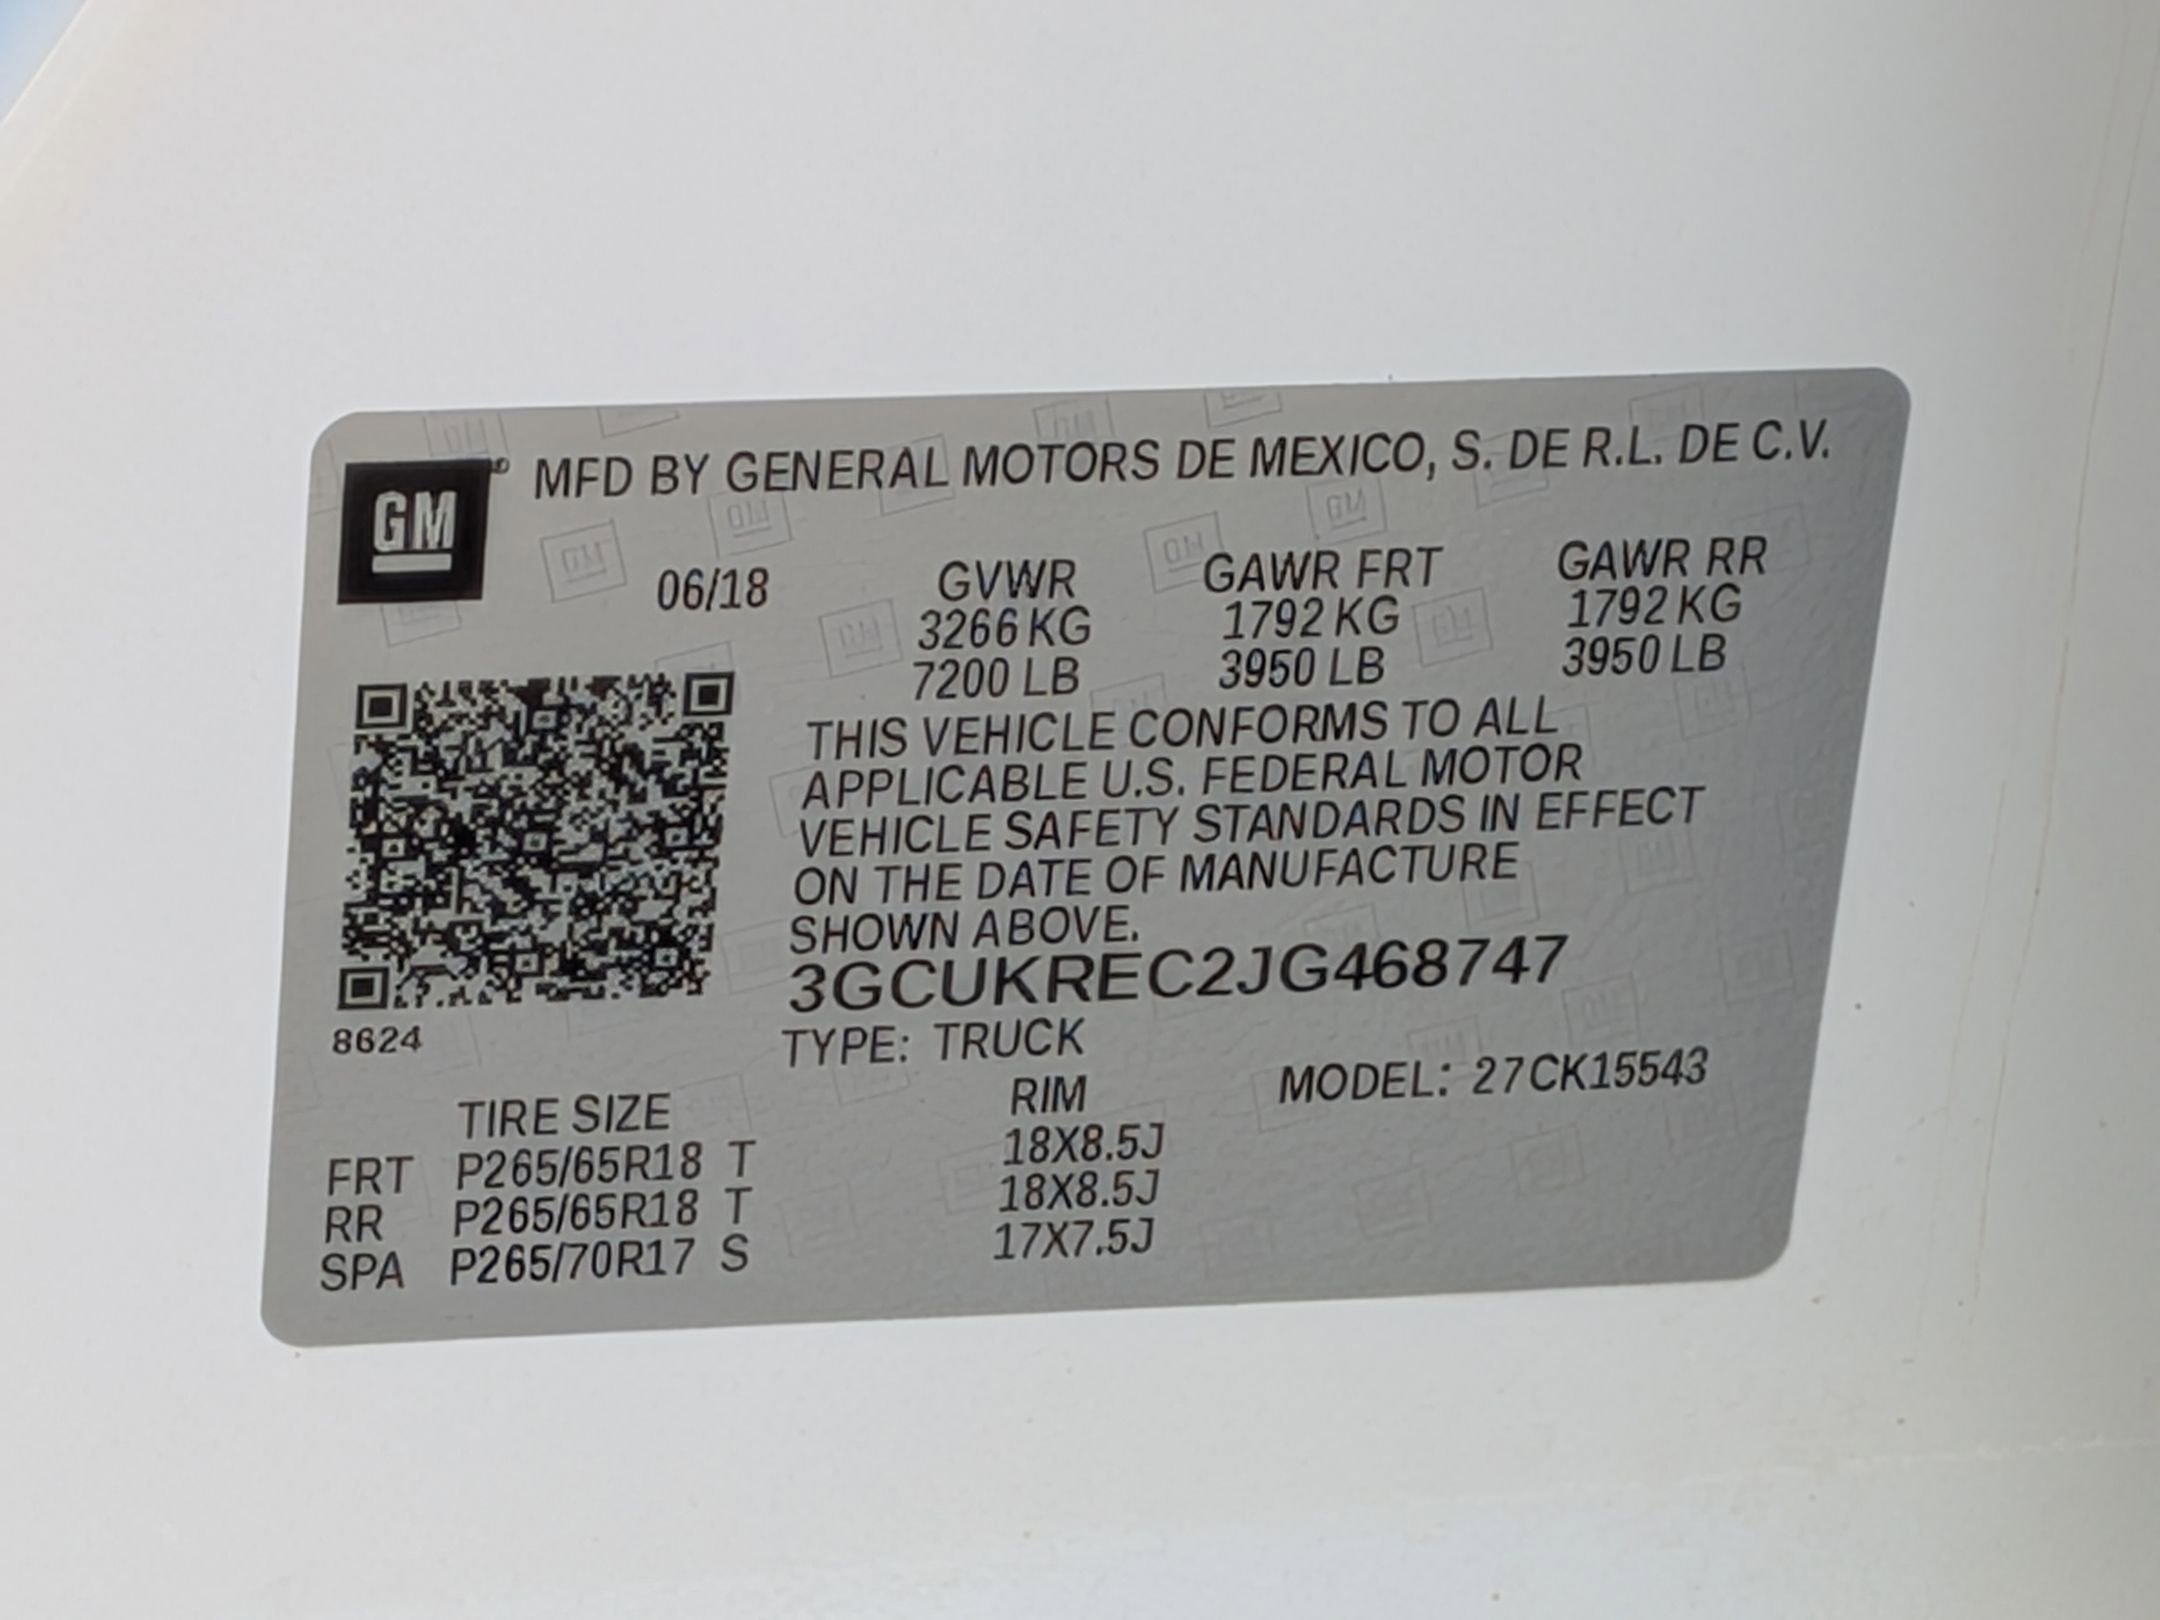 GM
MFD BY GENERAL MOTORS DE MEXICO, S. DE R.L. DE C.V.
06/18 GVWR GAWR FRT GAWR RR
3266 KG 1792 KG 1792 KG
7200 LB 3950 LB 3950 LB
THIS VEHICLE CONFORMS TO ALL
APPLICABLE U.S. FEDERAL MOTOR
VEHICLE SAFETY STANDARDS IN EFFECT
ON THE DATE OF MANUFACTURE
SHOWN ABOVE.
3GCUKREC2JG468747
8624
TYPE: TRUCK
MODEL: 27CK15543
TIRE SIZE RIM
FRT P265/65R18 T 18X8.5J
RR P265/65R18 T 18X8.5J
SPA P265/70R17 S 17X7.5J